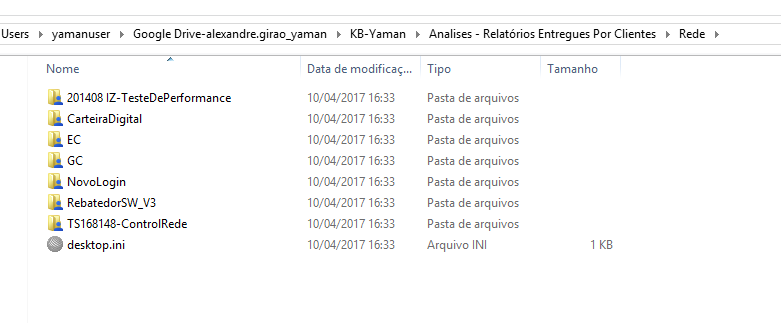 Users > yamanuser > Google Drive-alexandre.girao_yaman > KB-Yaman > Analises - Relatórios Entregues Por Clientes > Rede >
Nome Data de modificaç... Tipo Tamanho
201408 IZ-TesteDePerformance 10/04/2017 16:33 Pasta de arquivos
CarteiraDigital 10/04/2017 16:33 Pasta de arquivos
EC 10/04/2017 16:33 Pasta de arquivos
GC 10/04/2017 16:33 Pasta de arquivos
NovoLogin 10/04/2017 16:33 Pasta de arquivos
RebatedorSW_V3 10/04/2017 16:33 Pasta de arquivos
TS168148-ControlRede 10/04/2017 16:33 Pasta de arquivos
desktop.ini 10/04/2017 16:33 Arquivo INI 1 KB